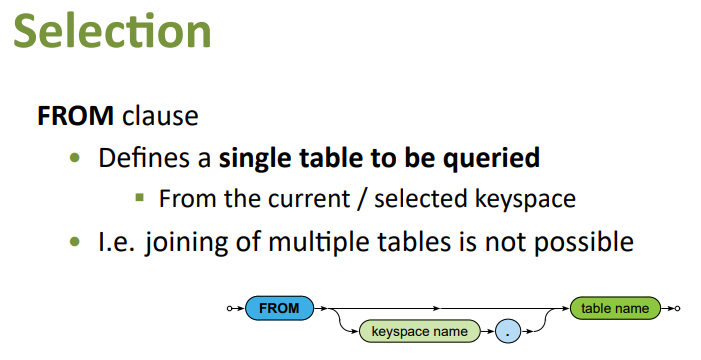 Selection
FROM clause
• Defines a single table to be queried
▪ From the current / selected keyspace
• I.e. joining of multiple tables is not possible
FROM
table name
keyspace name
.